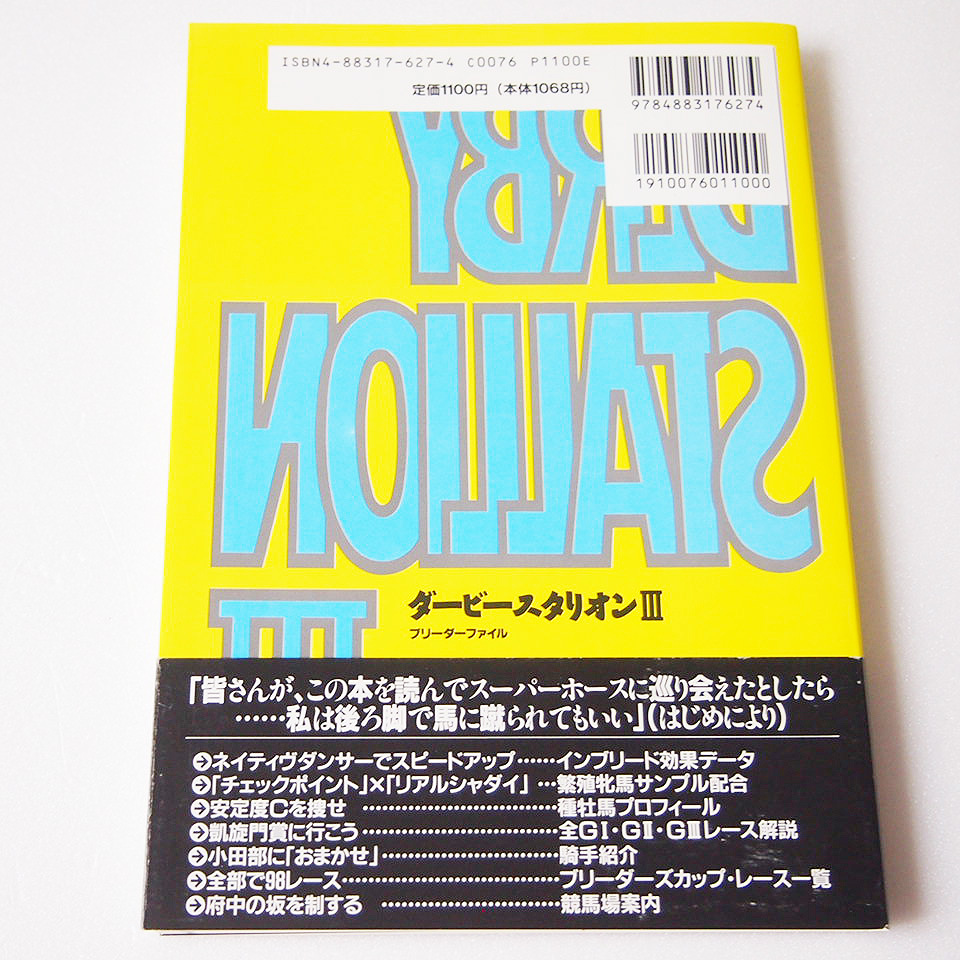 ISBN4-88317-627-4 C0076 P1100E
定価1100円（本体1068円）
9784883176274
1910076011000
DERBY
STALLION
III
ダービースタリオンⅢ
ブリーダーファイル
「皆さんが、この本を読んでスーパーホースに巡り会えたとしたら
……私は後ろ脚で馬に蹴られてもいい」（はじめにより）
➔ネイティヴダンサーでスピードアップ……インブリード効果データ
➔「チェックポイント」×「リアルシャダイ」…繁殖牝馬サンプル配合
➔安定度Cを捜せ……………………種牡馬プロフィール
➔凱旋門賞に行こう……………………全GⅠ・GⅡ・GⅢレース解説
➔小田部に「おまかせ」……………………騎手紹介
➔全部で98レース……………………ブリーダーズカップ・レース一覧
➔府中の坂を制する……………………競馬場案内